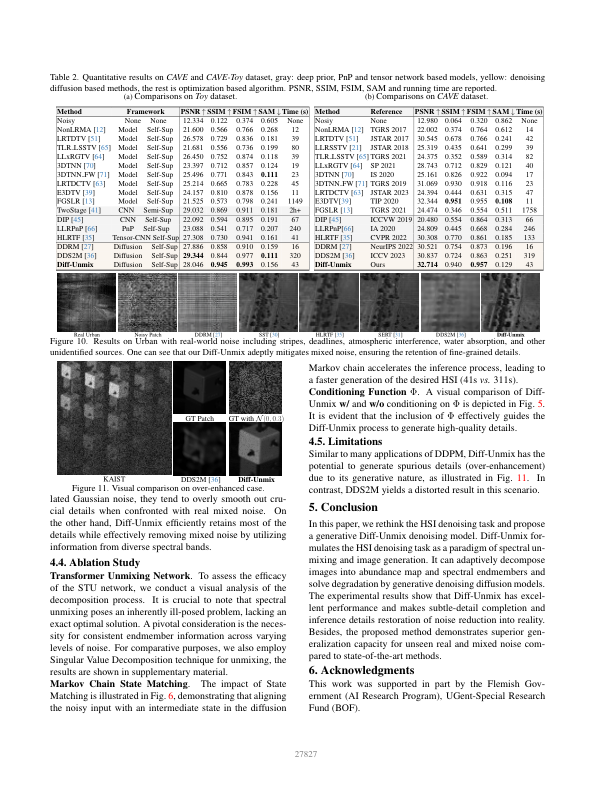 Table 2. Quantitative results on CAVE and CAVE-Toy dataset, gray: deep prior, PnP and tensor network based models, yellow: denoising
diffusion based methods, the rest is optimization based algorithm. PSNR, SSIM, FSIM, SAM and running time are reported.
(a) Comparisons on Toy dataset.
Method Framework PSNR ↑ SSIM ↑ FSIM ↑ SAM ↓ Time (s)
Noisy None None 12.334 0.122 0.374 0.605 None
NonLRMA [12] Model Self-Sup 21.600 0.566 0.766 0.268 12
LRTDTV [51] Model Self-Sup 26.578 0.729 0.836 0.181 39
TLR_LSSTV [65] Model Self-Sup 21.681 0.556 0.736 0.199 80
LLxRGTV [64] Model Self-Sup 26.450 0.752 0.874 0.118 39
3DTNN [70] Model Self-Sup 23.397 0.712 0.857 0.124 19
3DTNN_FW [71] Model Self-Sup 25.496 0.771 0.843 0.111 23
LRTDCTV [63] Model Self-Sup 25.214 0.665 0.783 0.228 45
E3DTV [39] Model Self-Sup 24.157 0.810 0.878 0.156 11
FGSLR [13] Model Self-Sup 21.525 0.573 0.798 0.241 1149
TwoStage [41] CNN Semi-Sup 29.032 0.869 0.911 0.181 2h+
DIP [45] CNN Self-Sup 22.092 0.594 0.895 0.191 67
LLRPnP [66] PnP Self-Sup 23.088 0.541 0.717 0.207 240
HLRTF [35] Tensor-CNN Self-Sup 27.308 0.730 0.941 0.161 41
DDRM [27] Diffusion Self-Sup 27.886 0.858 0.910 0.159 16
DDS2M [36] Diffusion Self-Sup 29.344 0.844 0.977 0.111 320
Diff-Unmix Diffusion Self-Sup 28.046 0.945 0.993 0.156 43
(b) Comparisons on CAVE dataset.
Method Reference PSNR ↑ SSIM ↑ FSIM ↑ SAM ↓ Time (s)
Noisy 12.980 0.064 0.320 0.862 None
NonLRMA [12] TGRS 2017 22.002 0.374 0.764 0.612 14
LRTDTV [51] JSTAR 2017 30.545 0.678 0.766 0.241 42
LLRSSTV [21] JSTAR 2018 25.319 0.435 0.641 0.299 39
TLR_LSSTV [65] TGRS 2021 24.375 0.352 0.589 0.314 82
LLxRGTV [64] SP 2021 28.743 0.712 0.829 0.121 40
3DTNN [70] IS 2020 25.161 0.826 0.922 0.094 17
3DTNN_FW [71] TGRS 2019 31.069 0.930 0.918 0.116 23
LRTDCTV [63] JSTAR 2023 24.394 0.444 0.631 0.315 47
E3DTV[39] TIP 2020 32.344 0.951 0.955 0.108 11
FGSLR [13] TGRS 2021 24.474 0.346 0.554 0.511 1758
DIP [45] ICCVW 2019 20.480 0.554 0.864 0.313 66
LLRPnP[66] IA 2020 24.809 0.445 0.668 0.284 246
HLRTF [35] CVPR 2022 30.308 0.770 0.861 0.185 133
DDRM [27] NeurIPS 2022 30.521 0.754 0.873 0.196 16
DDS2M [36] ICCV 2023 30.837 0.724 0.863 0.251 319
Diff-Unmix Ours 32.714 0.940 0.957 0.129 43
Real Urban Noisy Patch DDRM [27] SST [30] HLRTF [35] SERT [31] DDS2M [36] Diff-Unmix
Figure 10. Results on Urban with real-world noise including stripes, deadlines, atmospheric interference, water absorption, and other
unidentified sources. One can see that our Diff-Unmix adeptly mitigates mixed noise, ensuring the retention of fine-grained details.
GT Patch GT with N(0, 0.3)
KAIST DDS2M [36] Diff-Unmix
Figure 11. Visual comparison on over-enhanced case.
lated Gaussian noise, they tend to overly smooth out cru-
cial details when confronted with real mixed noise. On
the other hand, Diff-Unmix efficiently retains most of the
details while effectively removing mixed noise by utilizing
information from diverse spectral bands.
4.4. Ablation Study
Transformer Unmixing Network. To assess the efficacy
of the STU network, we conduct a visual analysis of the
decomposition process. It is crucial to note that spectral
unmixing poses an inherently ill-posed problem, lacking an
exact optimal solution. A pivotal consideration is the neces-
sity for consistent endmember information across varying
levels of noise. For comparative purposes, we also employ
Singular Value Decomposition technique for unmixing, the
results are shown in supplementary material.
Markov Chain State Matching. The impact of State
Matching is illustrated in Fig. 6, demonstrating that aligning
the noisy input with an intermediate state in the diffusion
Markov chain accelerates the inference process, leading to
a faster generation of the desired HSI (41s vs. 311s).
Conditioning Function Φ. A visual comparison of Diff-
Unmix w/ and w/o conditioning on Φ is depicted in Fig. 5.
It is evident that the inclusion of Φ effectively guides the
Diff-Unmix process to generate high-quality details.
4.5. Limitations
Similar to many applications of DDPM, Diff-Unmix has the
potential to generate spurious details (over-enhancement)
due to its generative nature, as illustrated in Fig. 11. In
contrast, DDS2M yields a distorted result in this scenario.
5. Conclusion
In this paper, we rethink the HSI denoising task and propose
a generative Diff-Unmix denoising model. Diff-Unmix for-
mulates the HSI denoising task as a paradigm of spectral un-
mixing and image generation. It can adaptively decompose
images into abundance map and spectral endmembers and
solve degradation by generative denoising diffusion models.
The experimental results show that Diff-Unmix has excel-
lent performance and makes subtle-detail completion and
inference details restoration of noise reduction into reality.
Besides, the proposed method demonstrates superior gen-
eralization capacity for unseen real and mixed noise com-
pared to state-of-the-art methods.
6. Acknowledgments
This work was supported in part by the Flemish Gov-
ernment (AI Research Program), UGent-Special Research
Fund (BOF).
27827